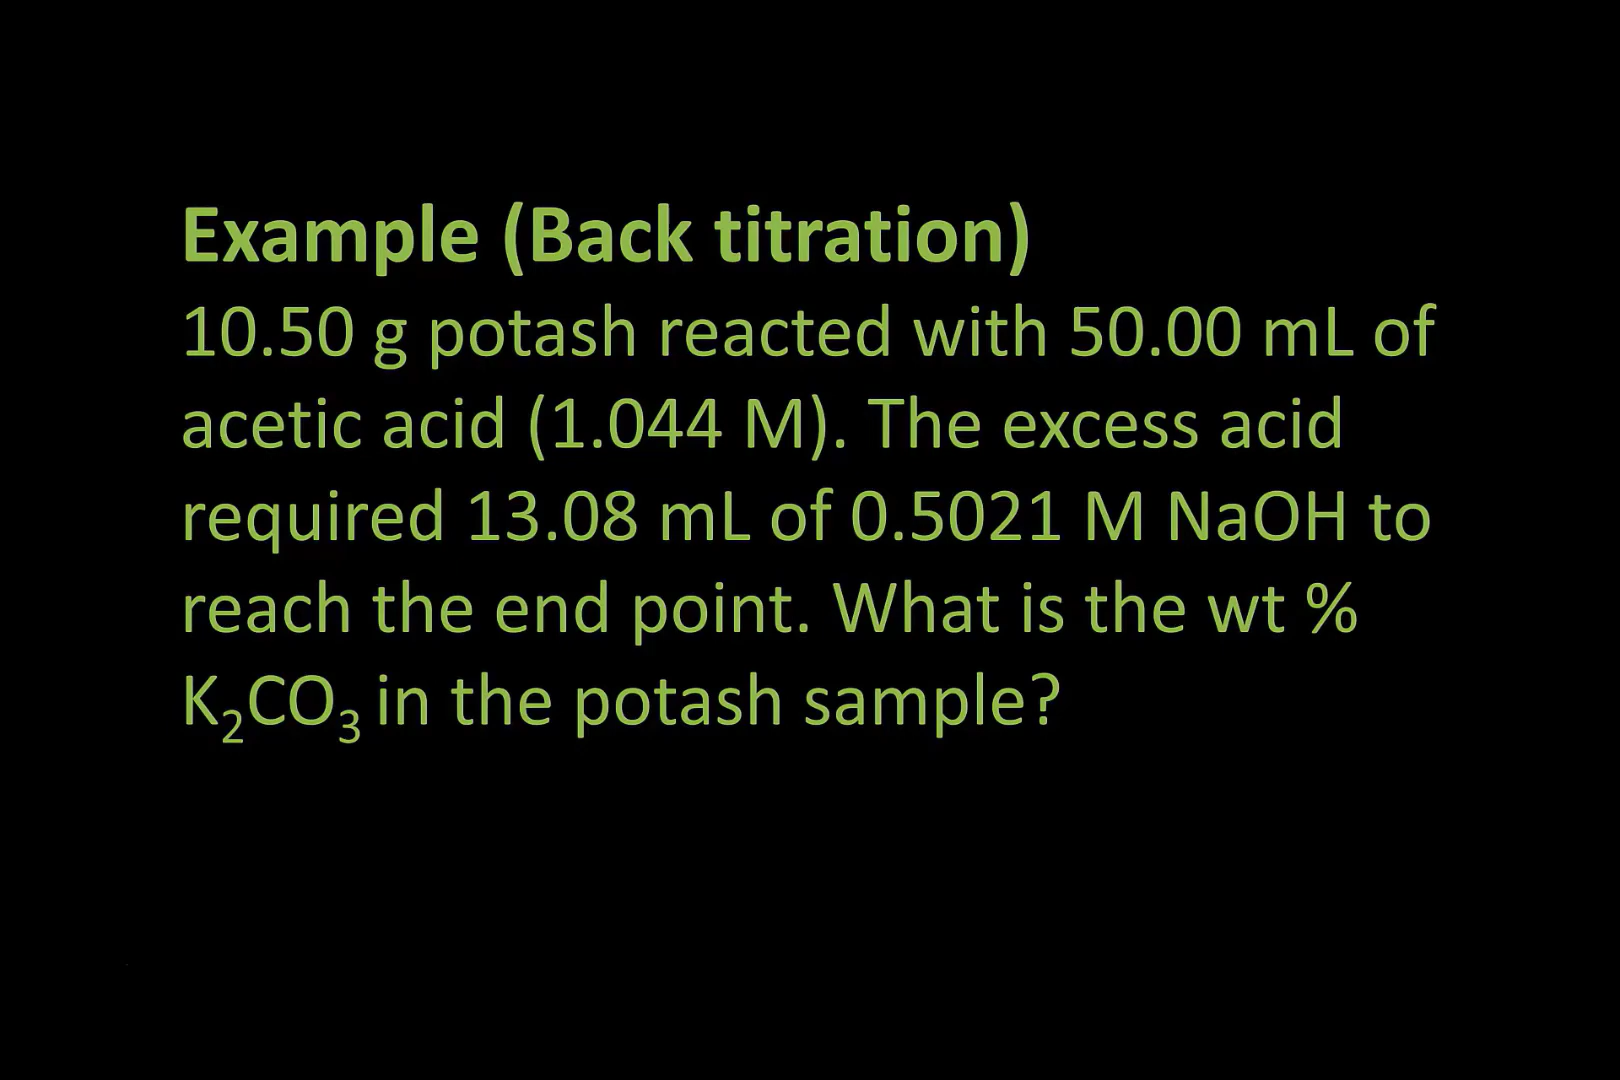 Example (Back titration)
10.50 g potash reacted with 50.00 mL of
acetic acid (1.044 M). The excess acid
required 13.08 mL of 0.5021 M NaOH to
reach the end point. What is the wt %
K₂CO₃ in the potash sample?